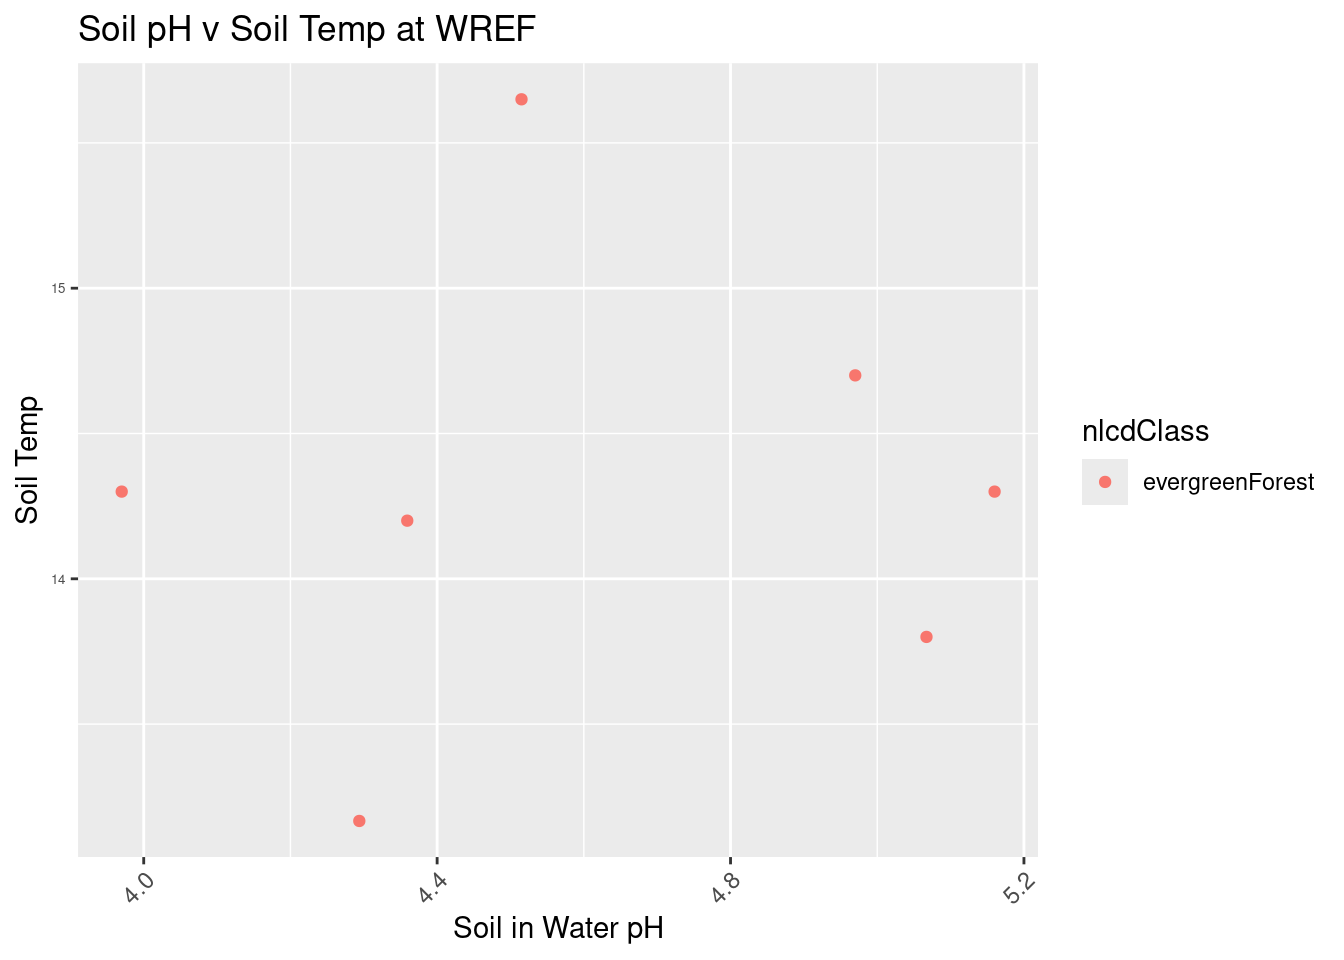 Soil pH v Soil Temp at WREF
15
14
Soil Temp
4.0
4.4
4.8
5.2
Soil in Water pH
nlcdClass
evergreenForest